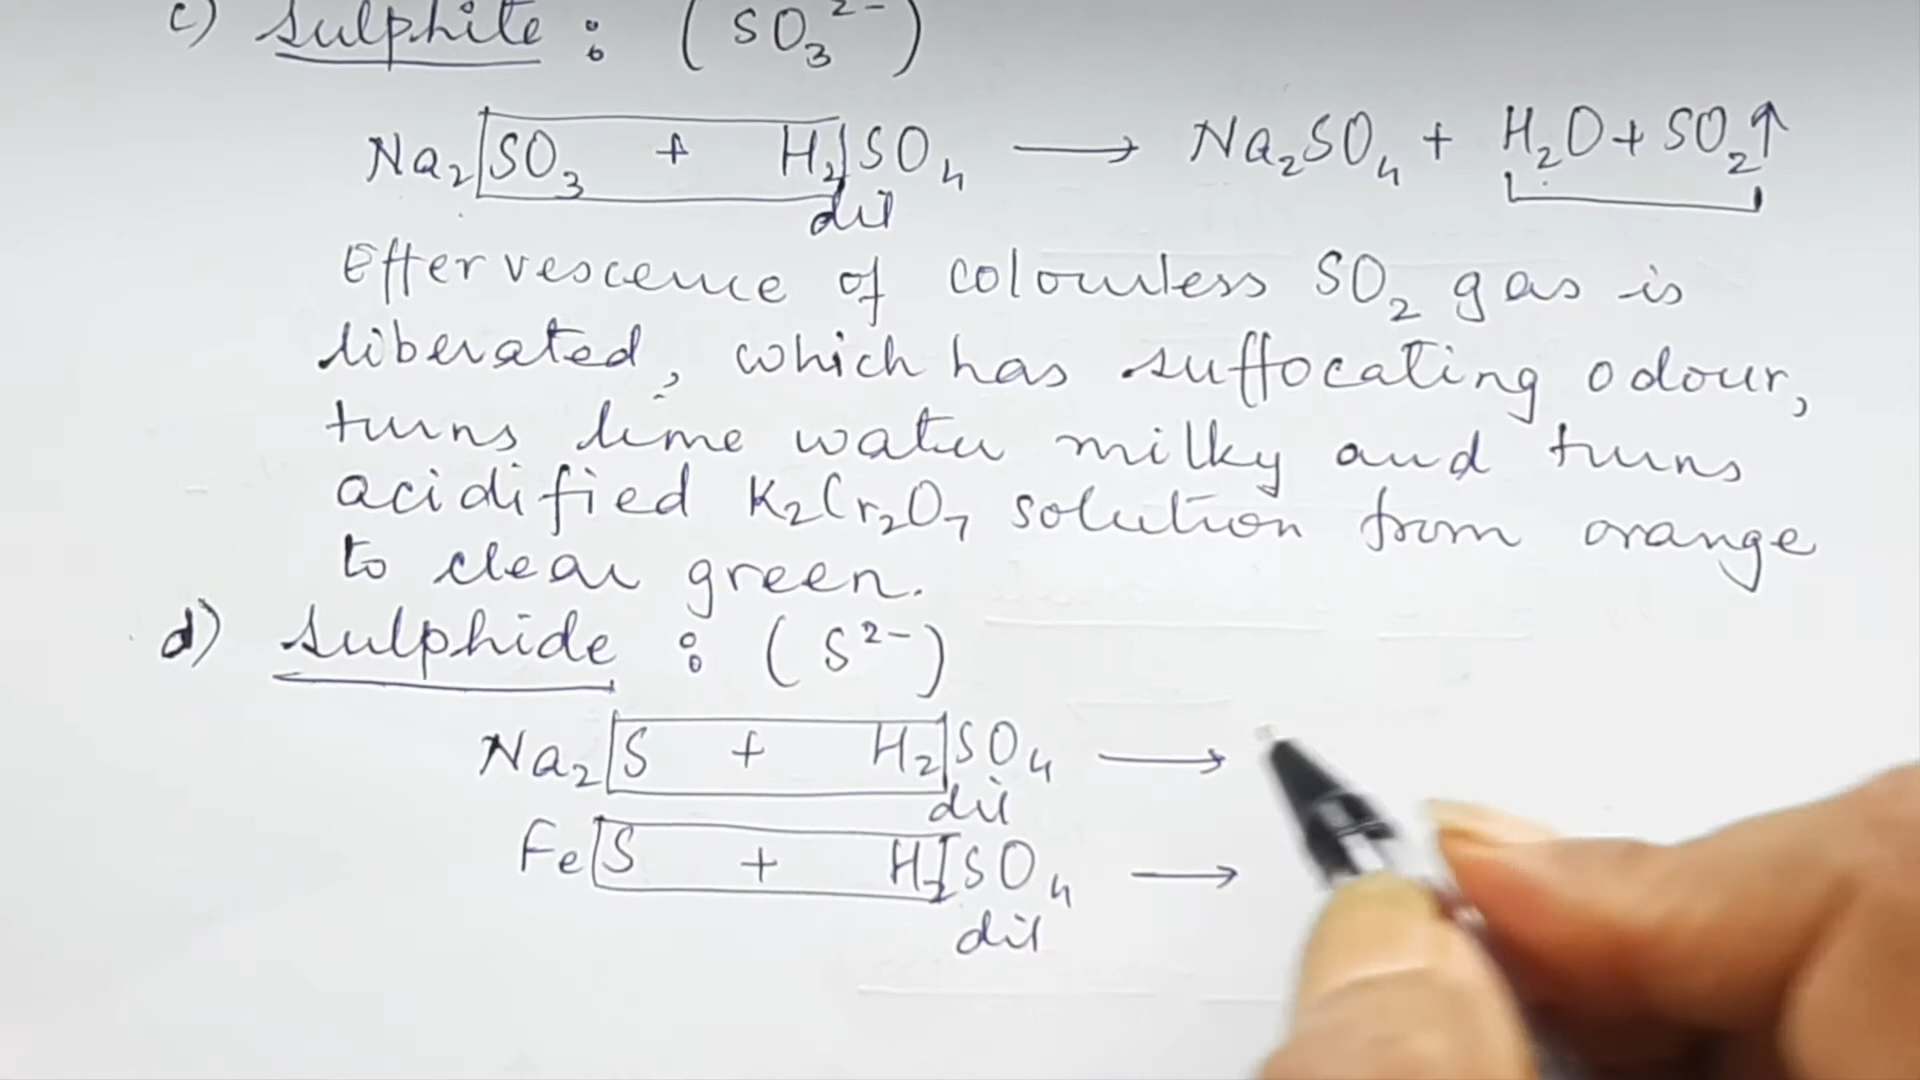 c) Sulphite : (SO₃²⁻)
Na₂SO₃ + H₂SO₄ → Na₂SO₄ + H₂O + SO₂↑
dil
Effervescence of colourless SO₂ gas is
liberated, which has suffocating odour,
turns lime water milky and turns
acidified K₂Cr₂O₇ solution from orange
to clear green.
d) Sulphide : (S²⁻)
Na₂S + H₂SO₄ →
dil
FeS + H₂SO₄ →
dil